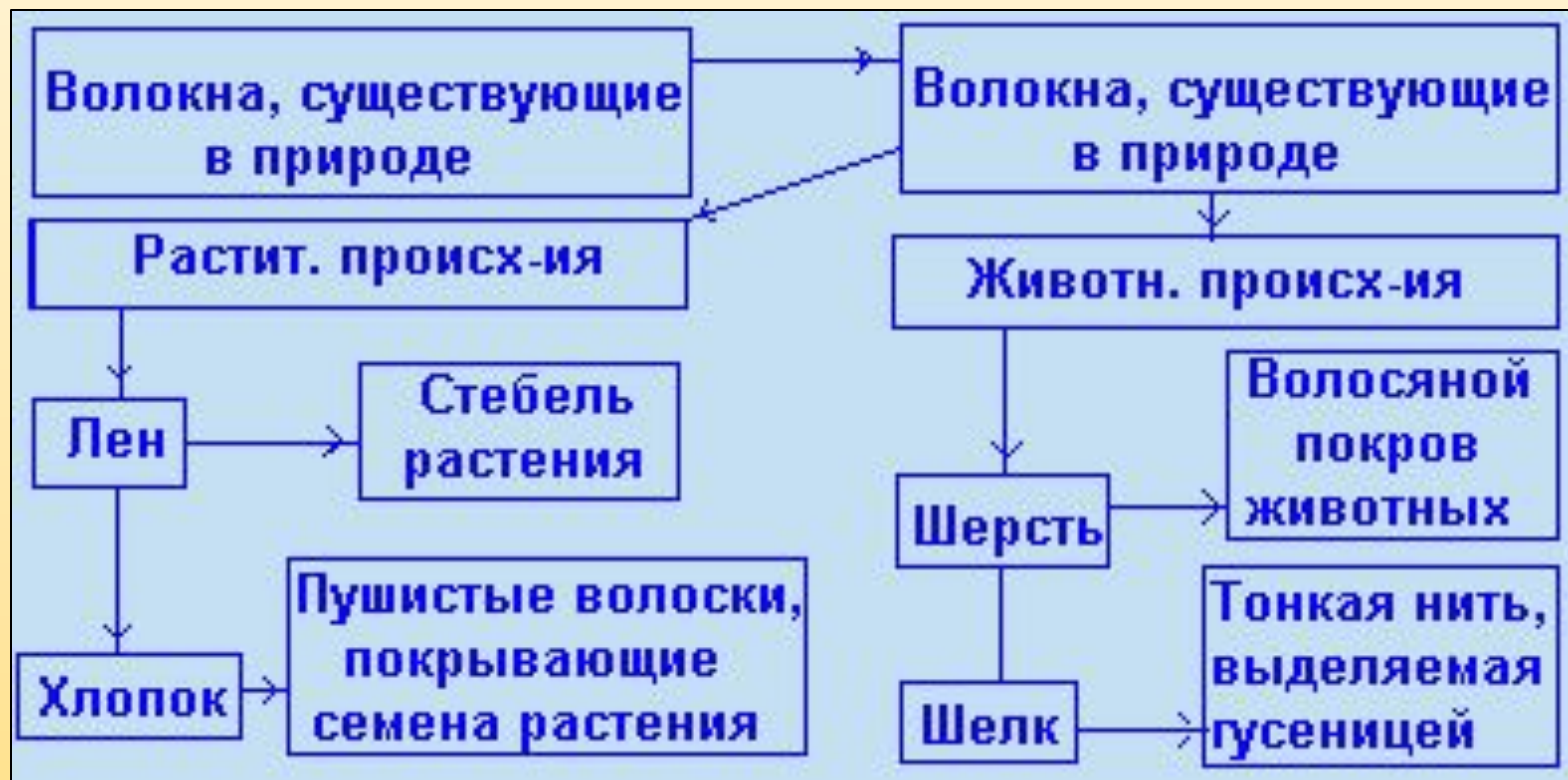 Волокна, существующие
в природе
Волокна, существующие
в природе
Растит. происх-ия
Животн. происх-ия
Лен
Стебель
растения
Шерсть
Волосяной
покров
животных
Хлопок
Пушистые волоски,
покрывающие
семена растения
Шелк
Тонкая нить,
выделяемая
гусеницей